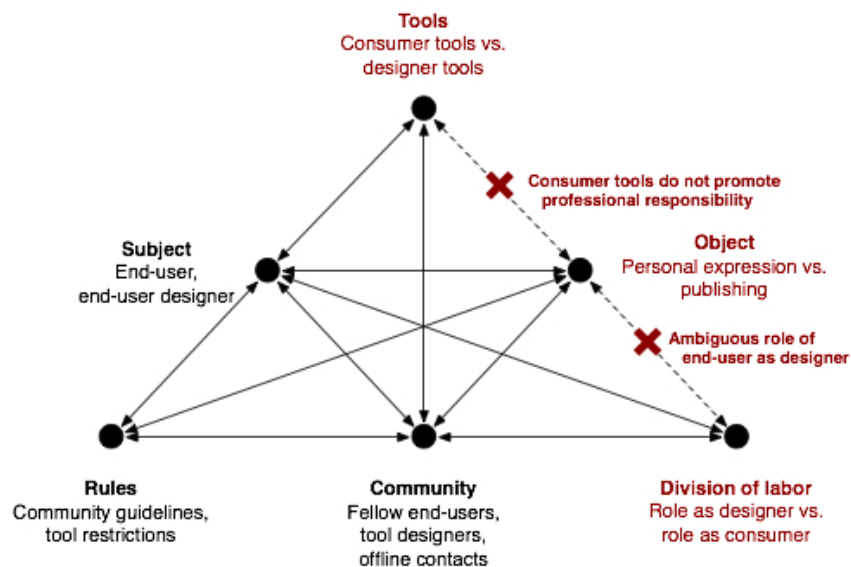 Tools
Consumer tools vs.
designer tools
Consumer tools do not promote
professional responsibility
Subject
End-user,
end-user designer
Object
Personal expression vs.
publishing
Ambiguous role of
end-user as designer
Rules
Community guidelines,
tool restrictions
Community
Fellow end-users,
tool designers,
offline contacts
Division of labor
Role as designer vs.
role as consumer